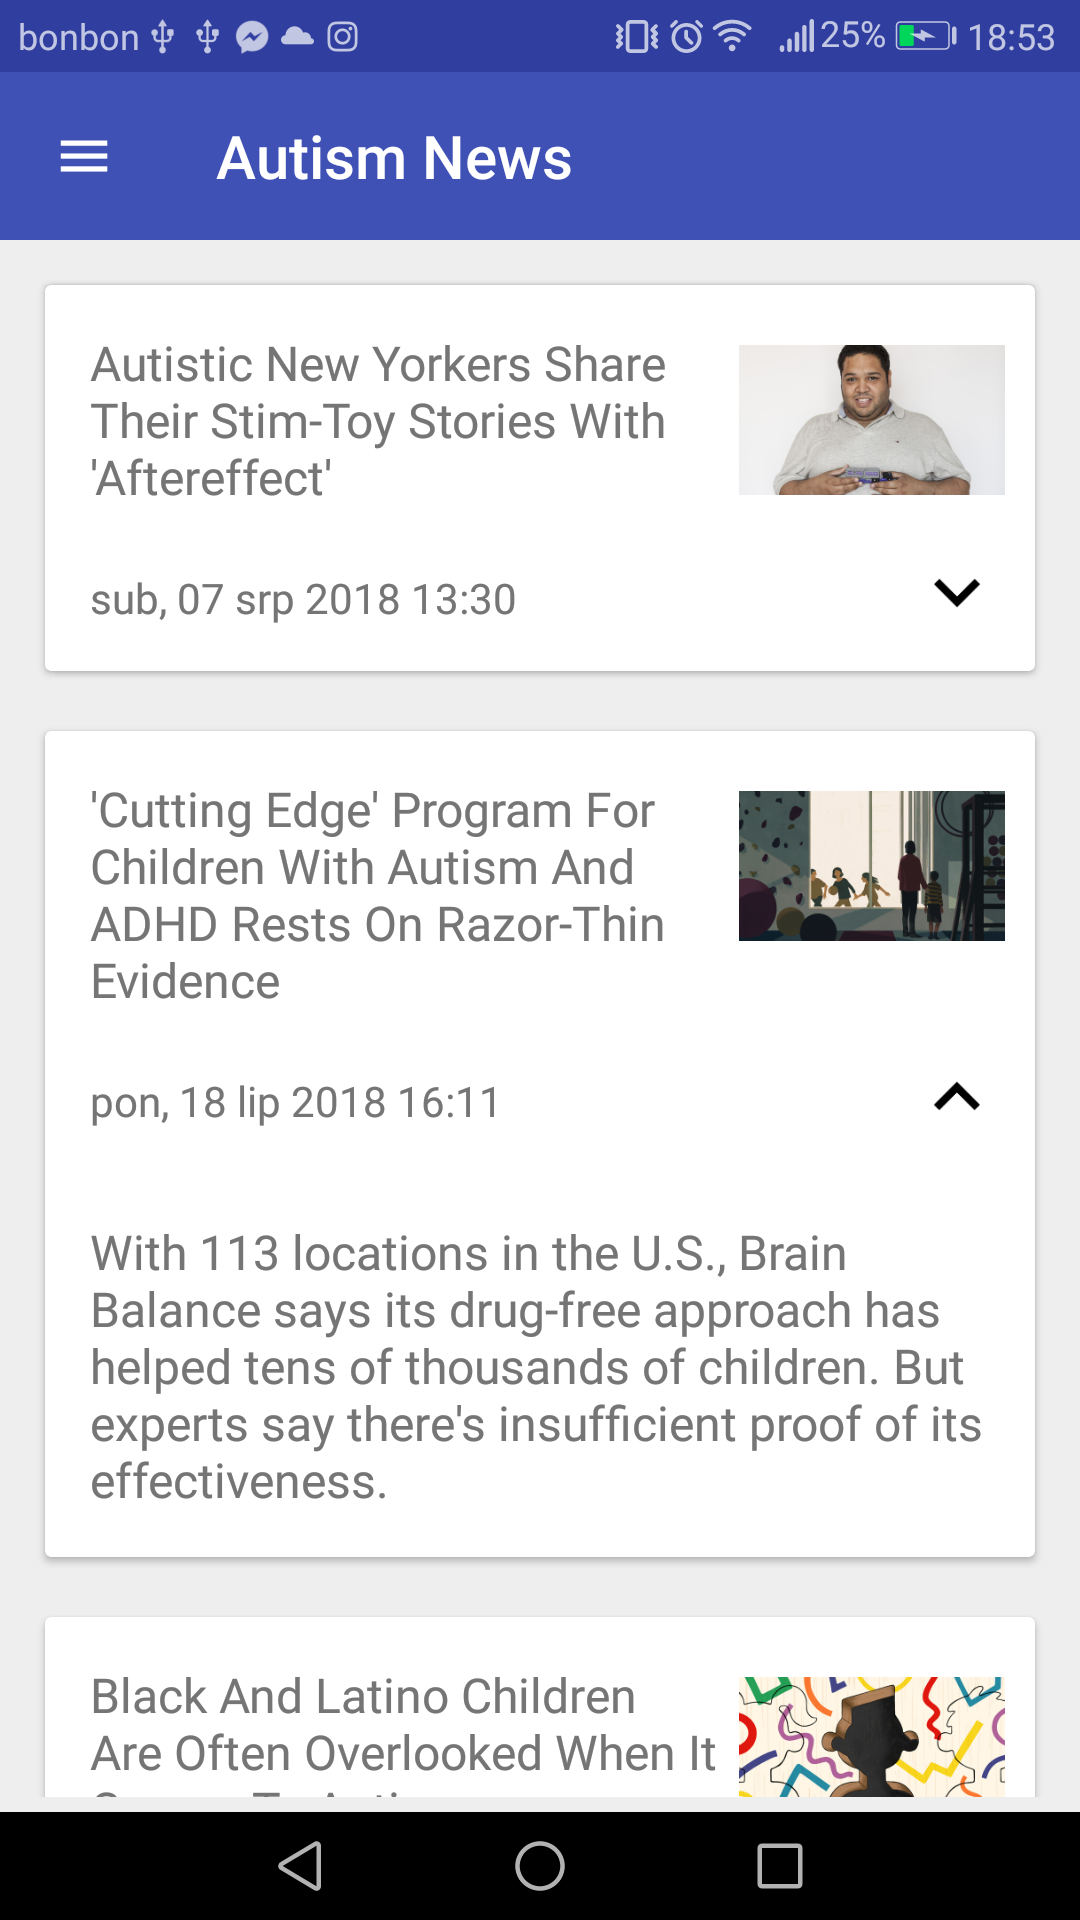 bonbon 25% 18:53
Autism News
Autistic New Yorkers Share
Their Stim-Toy Stories With
'Aftereffect'
sub, 07 srp 2018 13:30
'Cutting Edge' Program For
Children With Autism And
ADHD Rests On Razor-Thin
Evidence
pon, 18 lip 2018 16:11
With 113 locations in the U.S., Brain
Balance says its drug-free approach has
helped tens of thousands of children. But
experts say there's insufficient proof of its
effectiveness.
Black And Latino Children
Are Often Overlooked When It